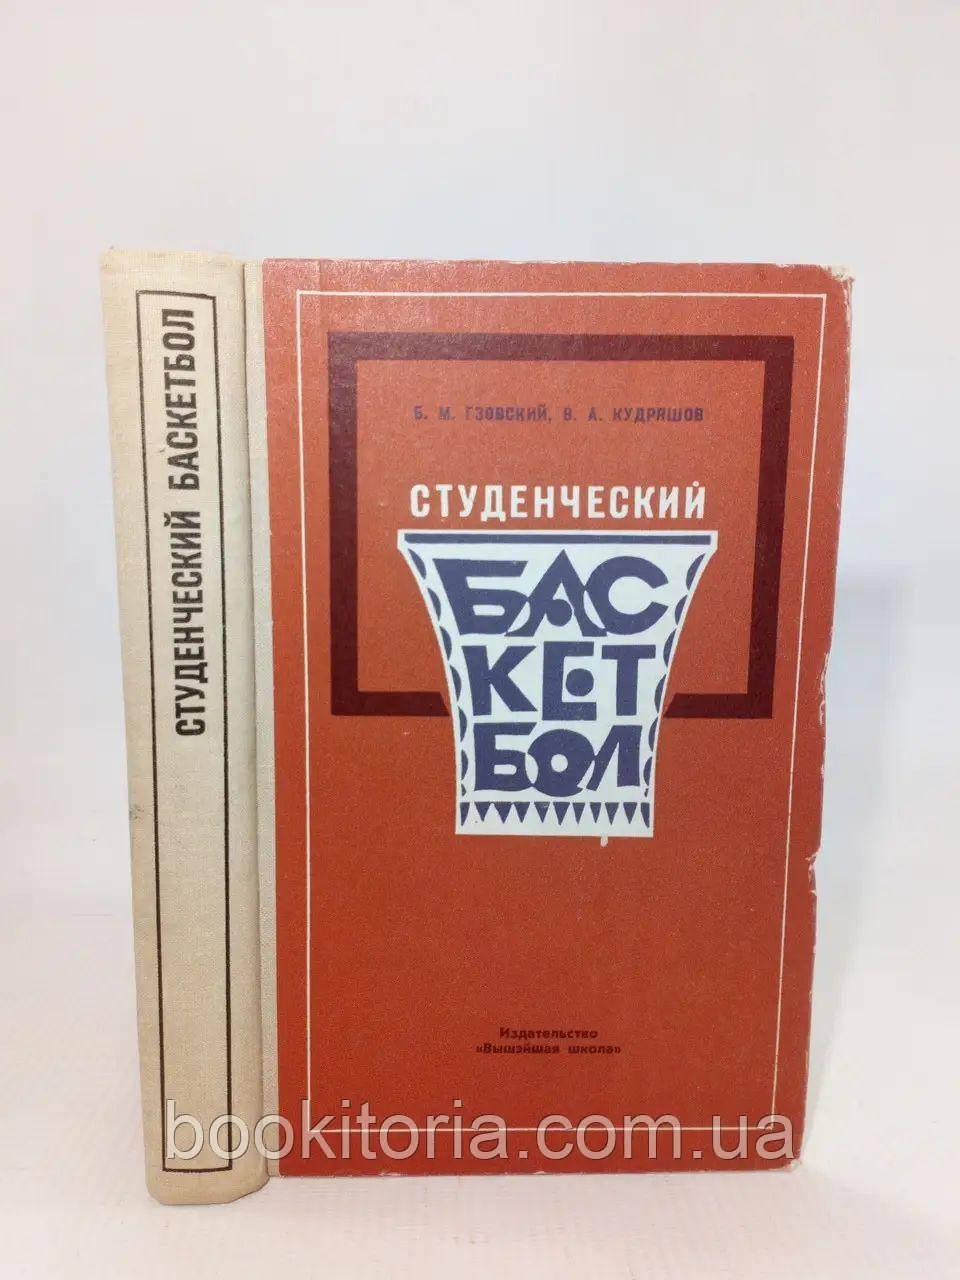 СТУДЕНЧЕСКИЙ БАСКЕТБОЛ
Б. М. ГЗОВСКИЙ, В. А. КУДРЯШОВ
СТУДЕНЧЕСКИЙ
БАС
КЕТ
БОЛ
Издательство
«Вышэйшая школа»
bookitoria.com.ua